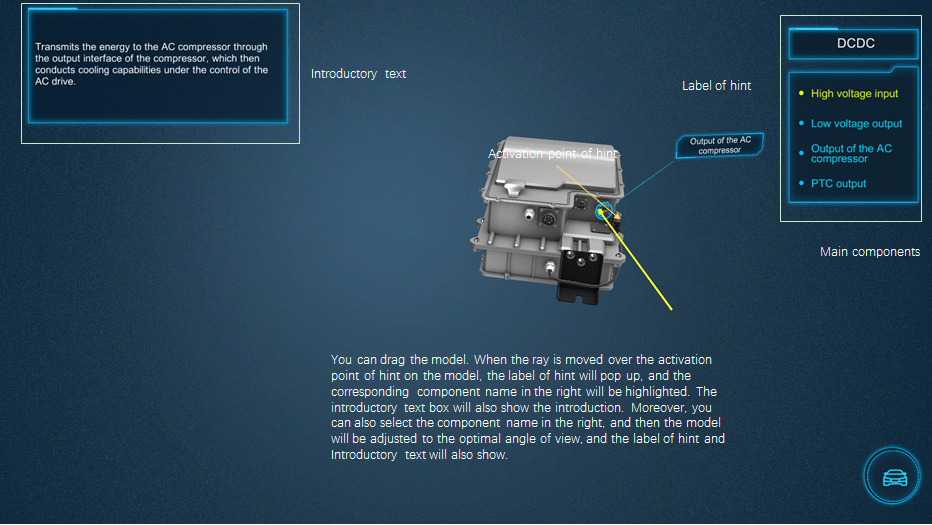 Transmits the energy to the AC compressor through
the output interface of the compressor, which then
conducts cooling capabilities under the control of the
AC drive.
Introductory text
Label of hint
DCDC
High voltage input
Low voltage output
Output of the AC
compressor
PTC output
Main components
Output of the AC
compressor
Activation point of hint
You can drag the model. When the ray is moved over the activation
point of hint on the model, the label of hint will pop up, and the
corresponding component name in the right will be highlighted. The
introductory text box will also show the introduction. Moreover, you
can also select the component name in the right, and then the model
will be adjusted to the optimal angle of view, and the label of hint and
Introductory text will also show.